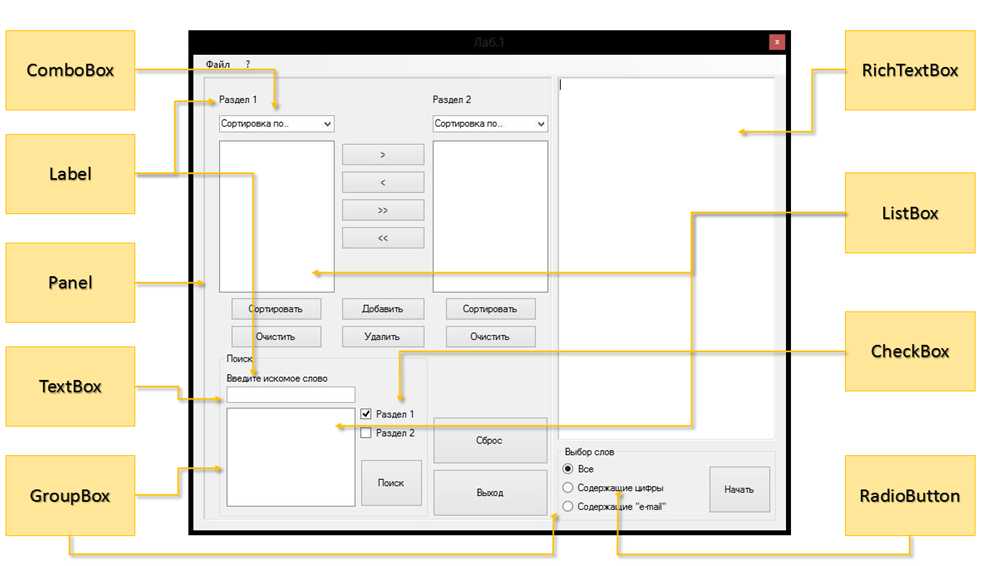 ComboBox
Label
Panel
TextBox
GroupBox
Лаб.1
x
Файл ?
Раздел 1
Раздел 2
Сортировка по..
Сортировка по..
>
<
>>
<<
Сортировать
Добавить
Сортировать
Очистить
Удалить
Очистить
Поиск
Введите искомое слово
Раздел 1
Раздел 2
Поиск
Сброс
Выход
Выбор слов
Все
Содержащие цифры
Содержащие "e-mail"
Начать
RichTextBox
ListBox
CheckBox
RadioButton